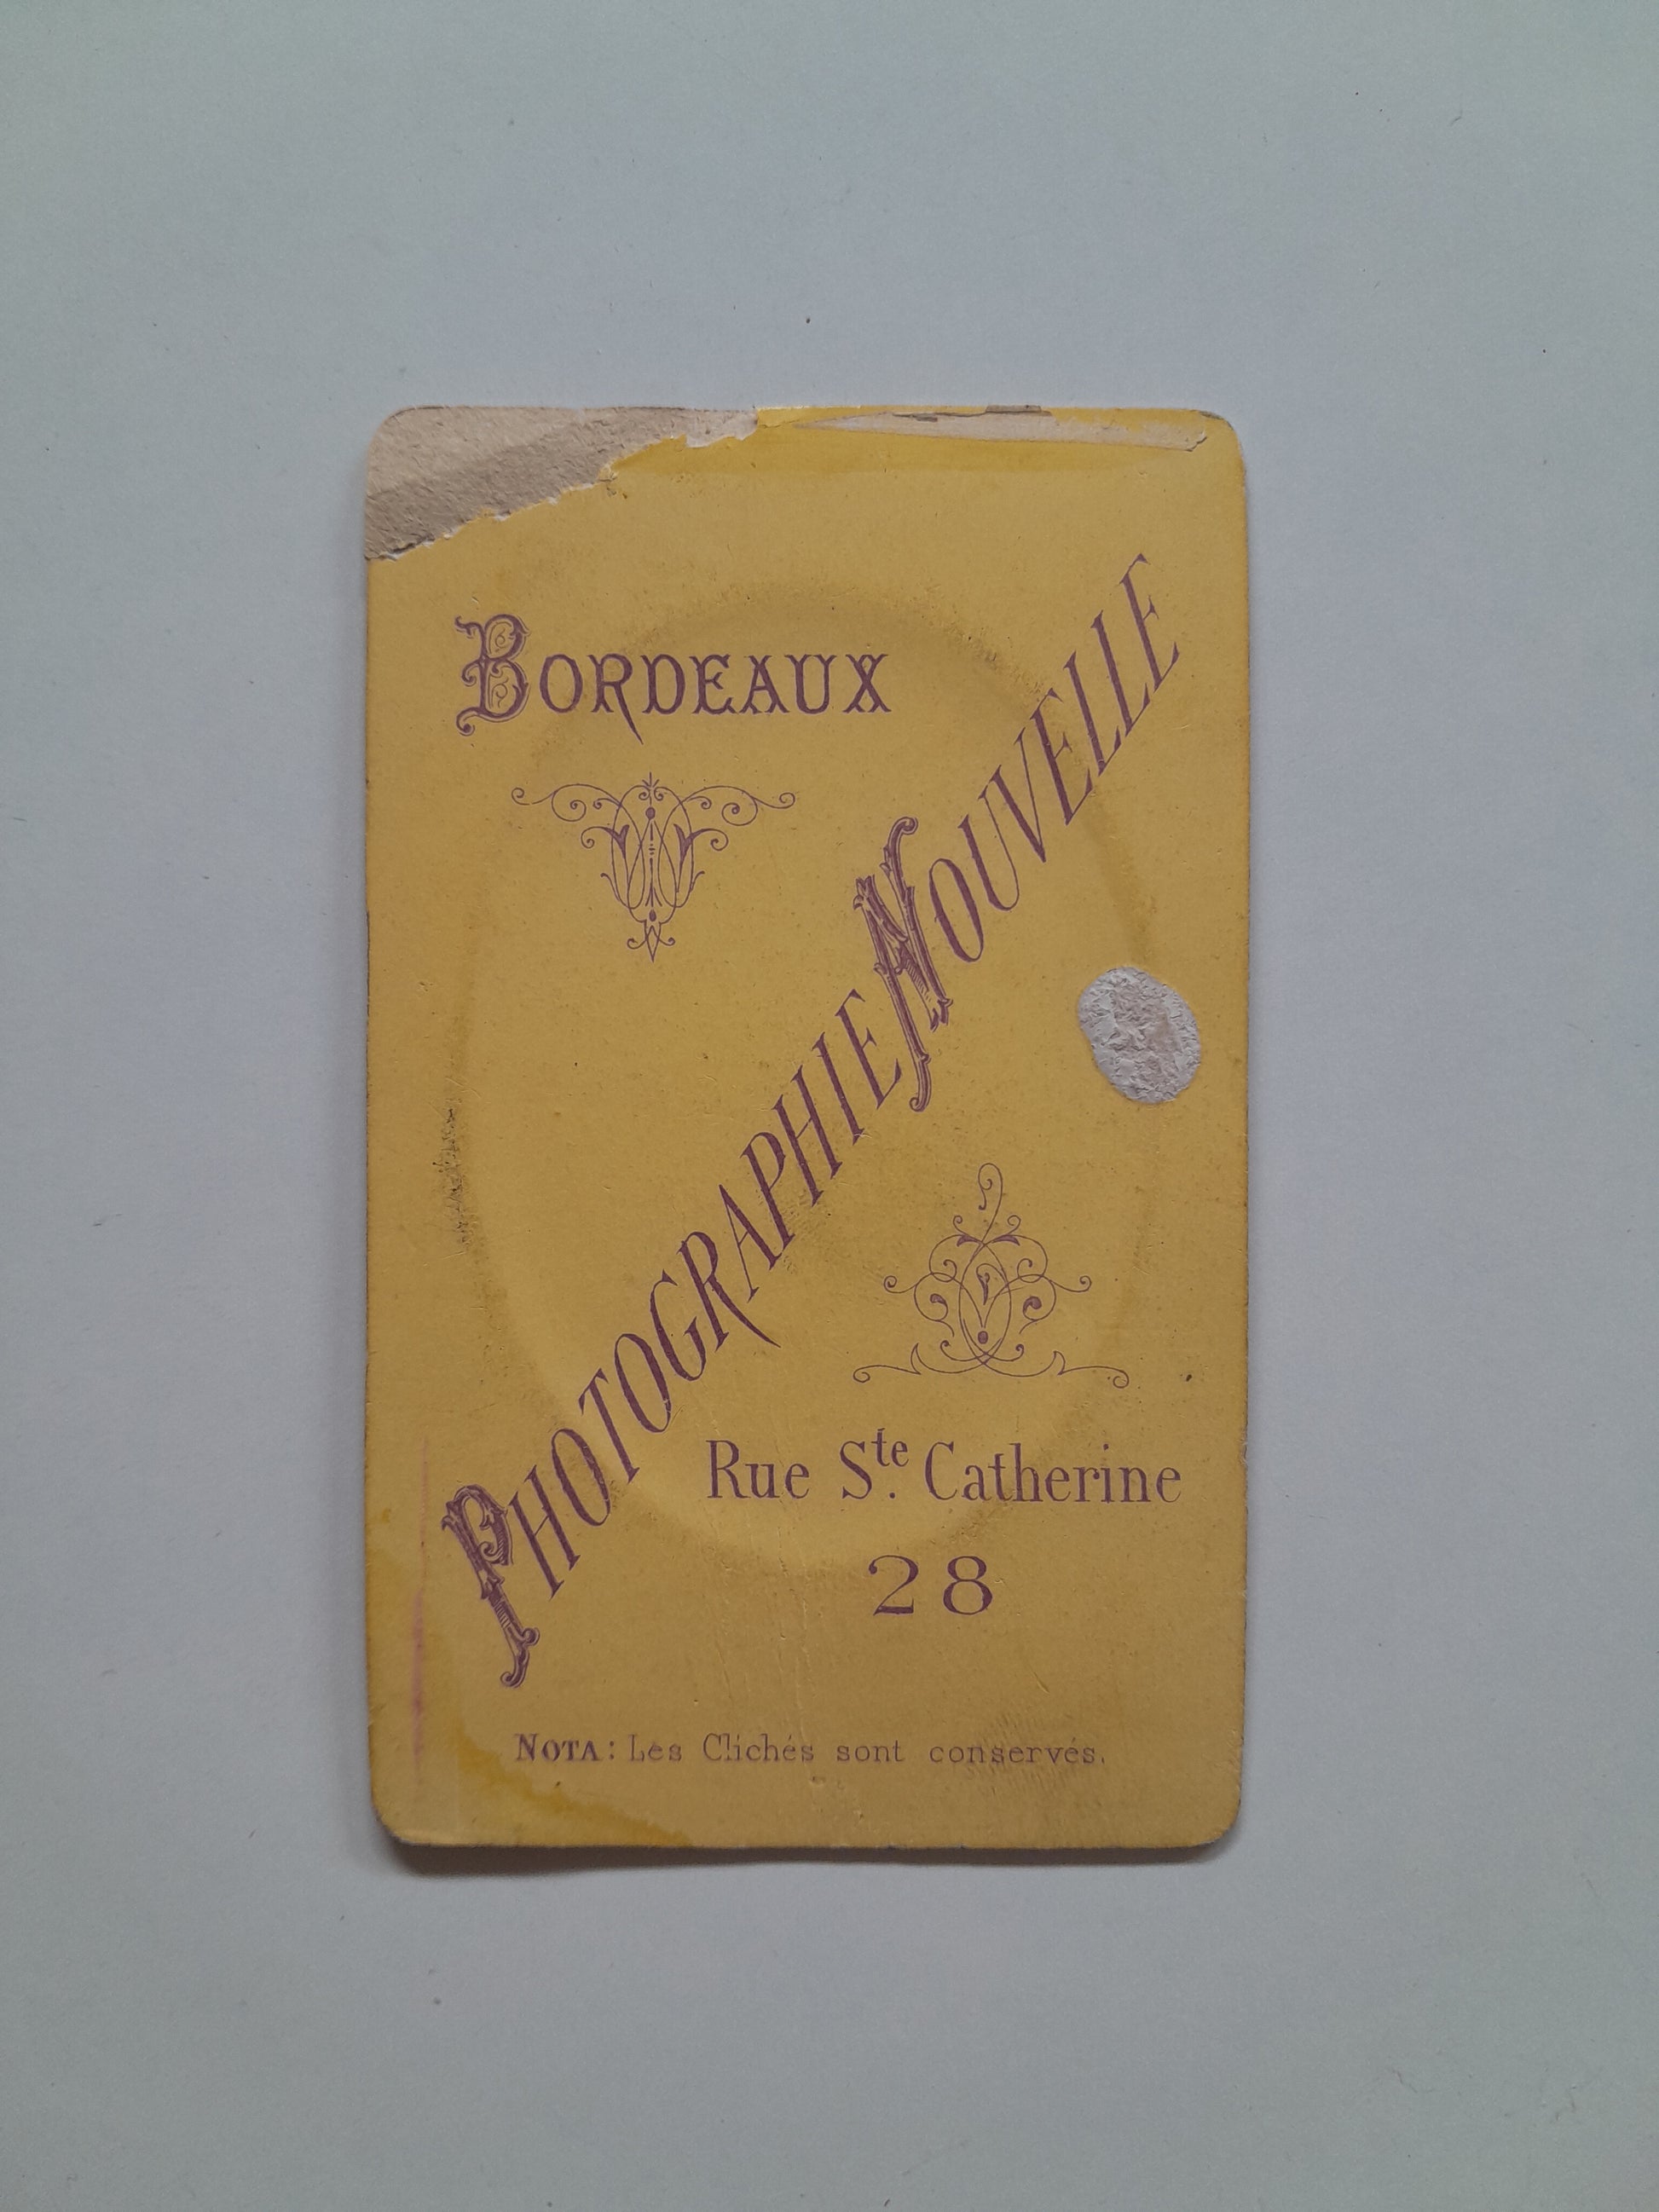 BORDEAUX
PHOTOGRAPHIE NOUVELLE
Rue Ste. Catherine
28
NOTA: Les Clichés sont conservés.